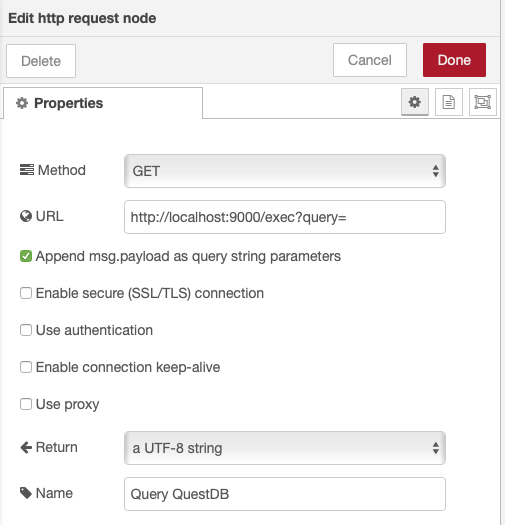 Edit http request node
Delete
Cancel
Done
Properties
Method
GET
URL
http://localhost:9000/exec?query=
Append msg.payload as query string parameters
Enable secure (SSL/TLS) connection
Use authentication
Enable connection keep-alive
Use proxy
Return
a UTF-8 string
Name
Query QuestDB